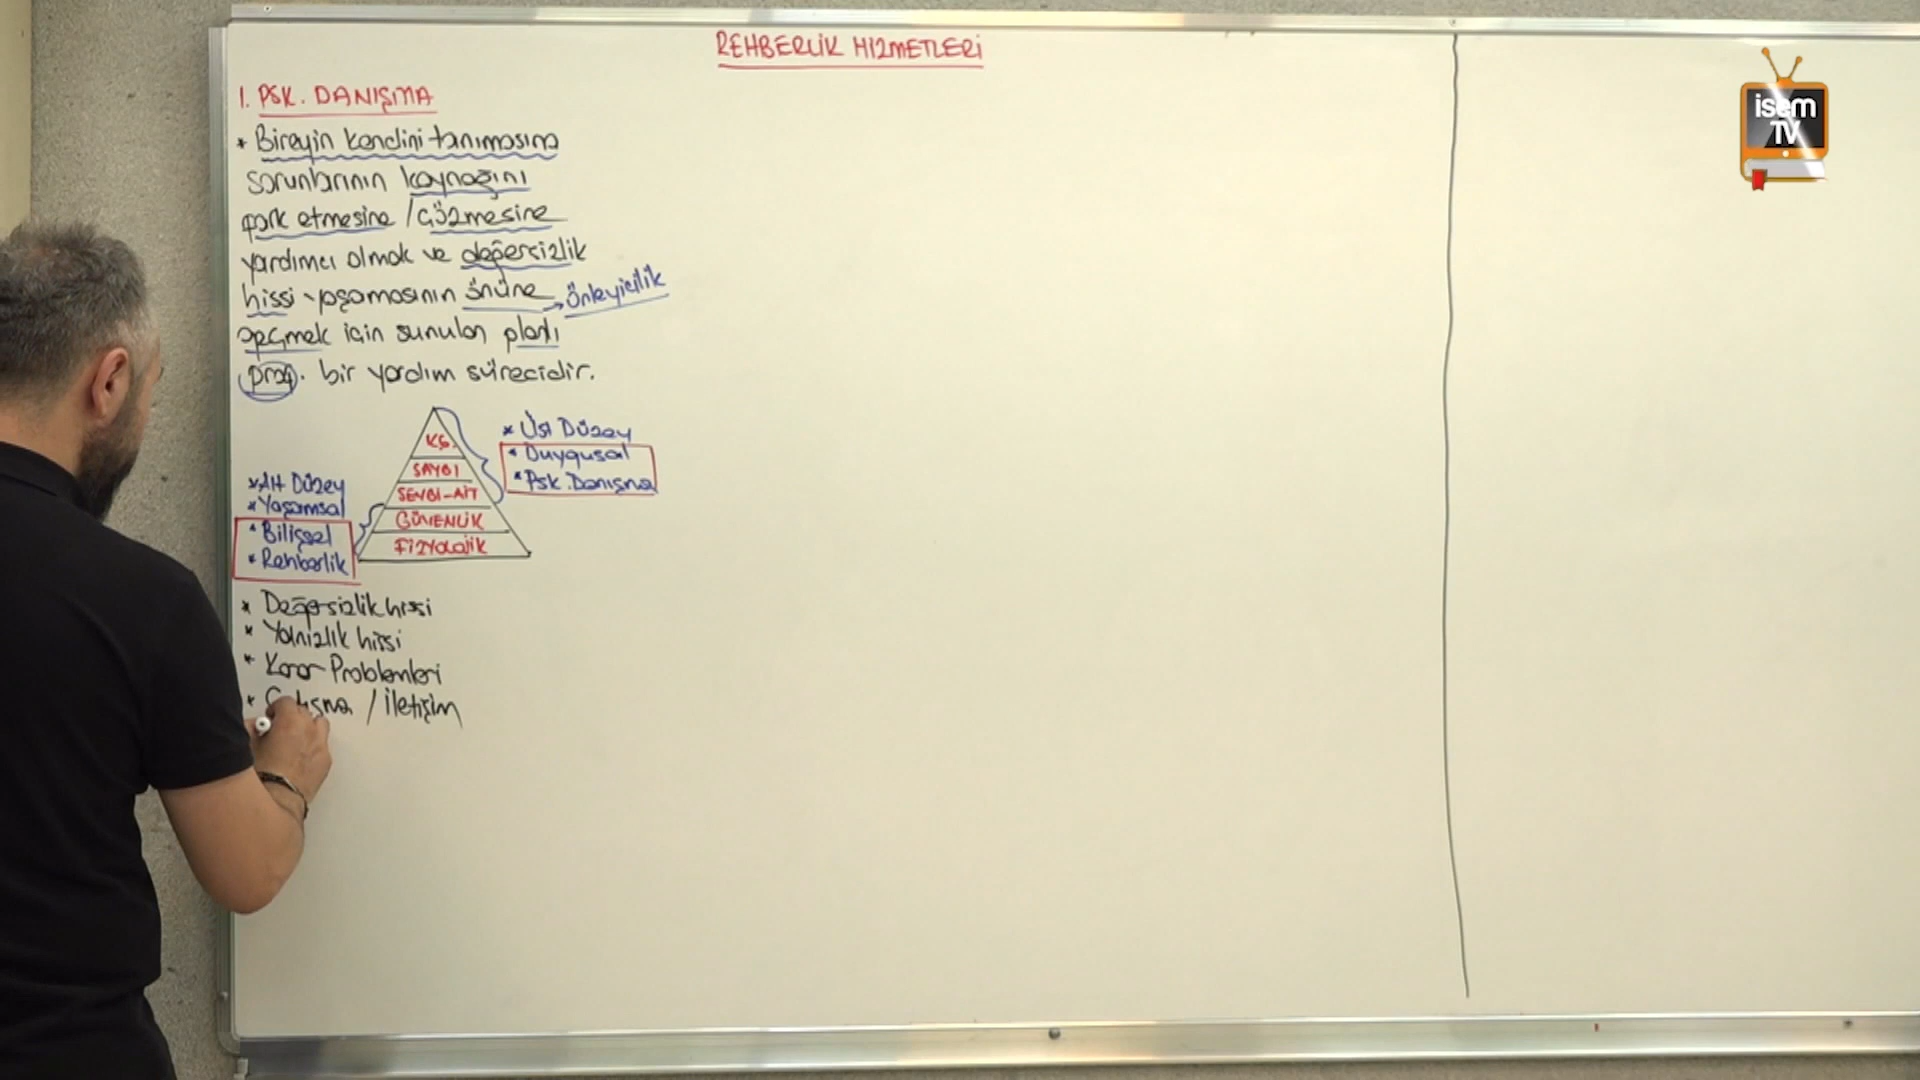 REHBERLİK HİZMETLERİ
isem
TV
1. PSK. DANIŞMA
* Bireyin kendini tanımasına
sorunlarının kaynağını
fark etmesine / çözmesine
yardımcı olmak ve değersizlik
hissi yaşamasının önüne → Önleyicilik
geçmek için sunulan planlı
prog. bir yardım sürecidir.
KG.
SAYGI
SEVGİ-AİT
GÜVENLİK
FİZYOLOJİK
* Üst Düzey
* Duygusal
* Psk. Danışma
* Alt Düzey
* Yaşamsal
* Bilişsel
* Rehberlik
* Değersizlik hissi
* Yalnızlık hissi
* Karar Problemleri
* / İletişim